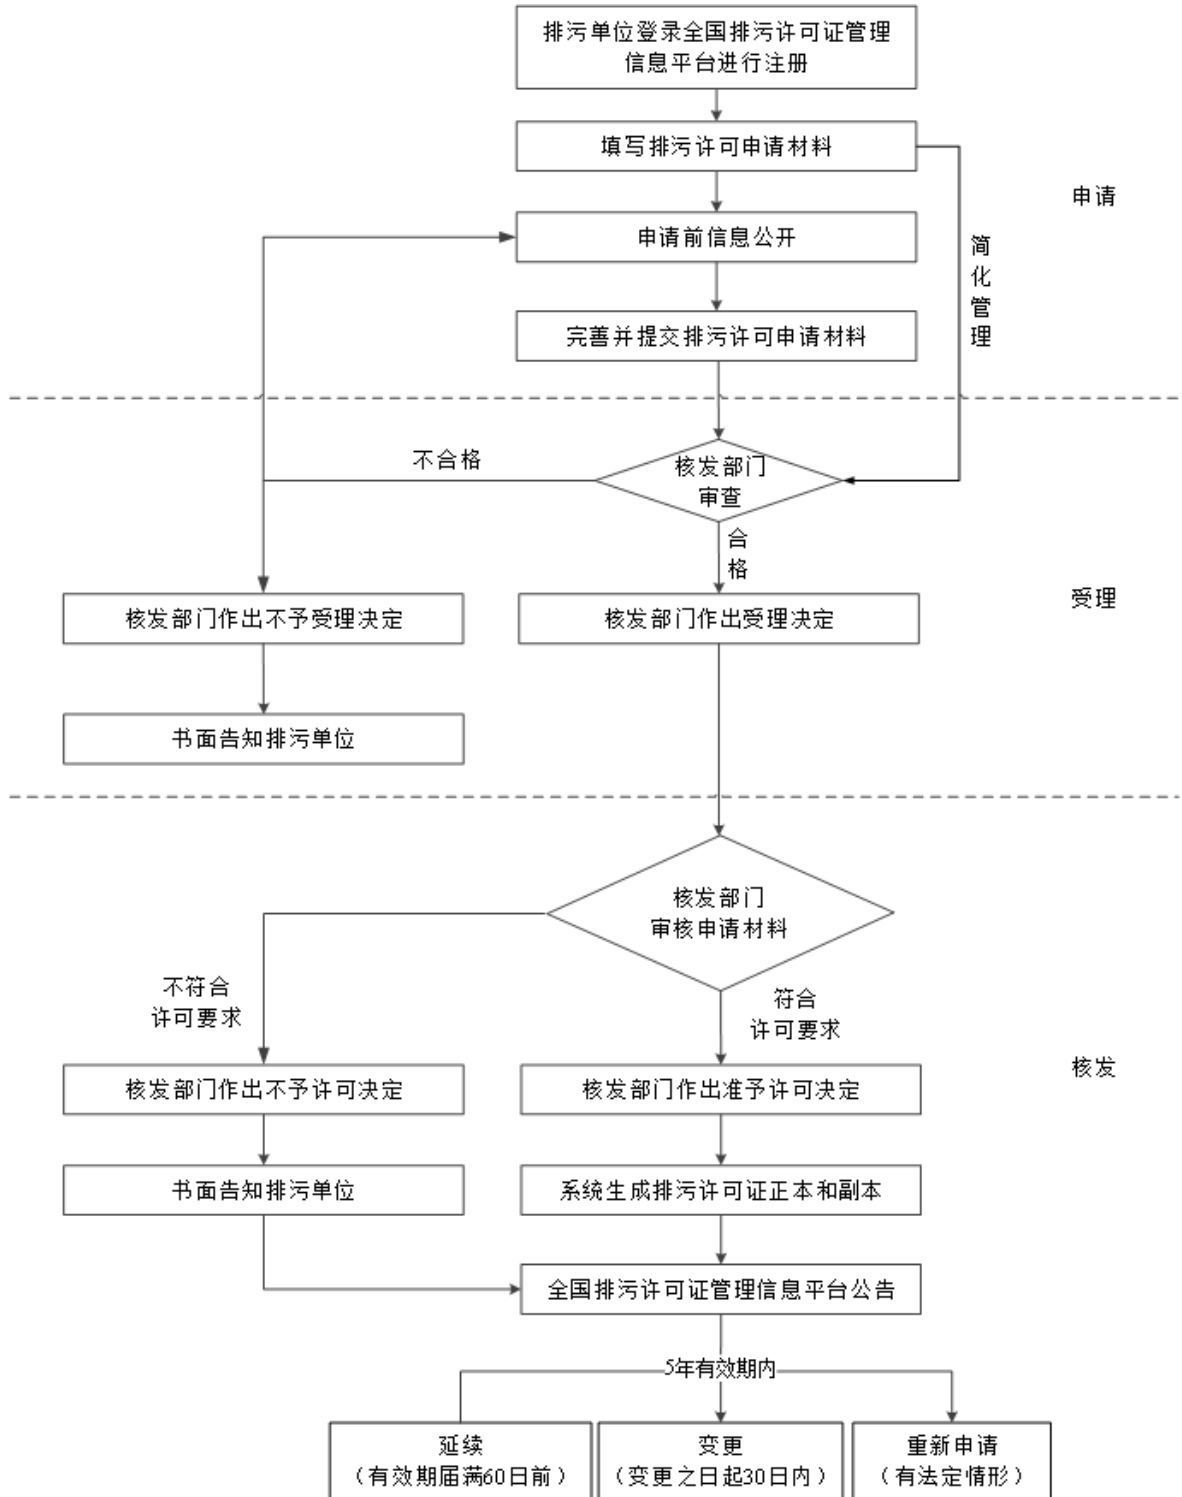 排污单位登录全国排污许可证管理
信息平台进行注册
填写排污许可申请材料
申请
申请前信息公开
简
化
管
理
完善并提交排污许可申请材料
不合格
核发部门
审查
合
格
核发部门作出不予受理决定
核发部门作出受理决定
受理
书面告知排污单位
核发部门
审核申请材料
不符合
许可要求
符合
许可要求
核发
核发部门作出不予许可决定
核发部门作出准予许可决定
书面告知排污单位
系统生成排污许可证正本和副本
全国排污许可证管理信息平台公告
5年有效期内
延续
（有效期届满60日前）
变更
（变更之日起30日内）
重新申请
（有法定情形）